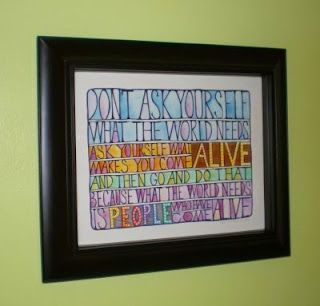 DON'T ASK YOURSELF
WHAT THE WORLD NEEDS
ASK YOURSELF WHAT
MAKES YOU COME ALIVE
AND THEN GO AND DO THAT
BECAUSE WHAT THE WORLD NEEDS
IS PEOPLE WHO HAVE
COME ALIVE